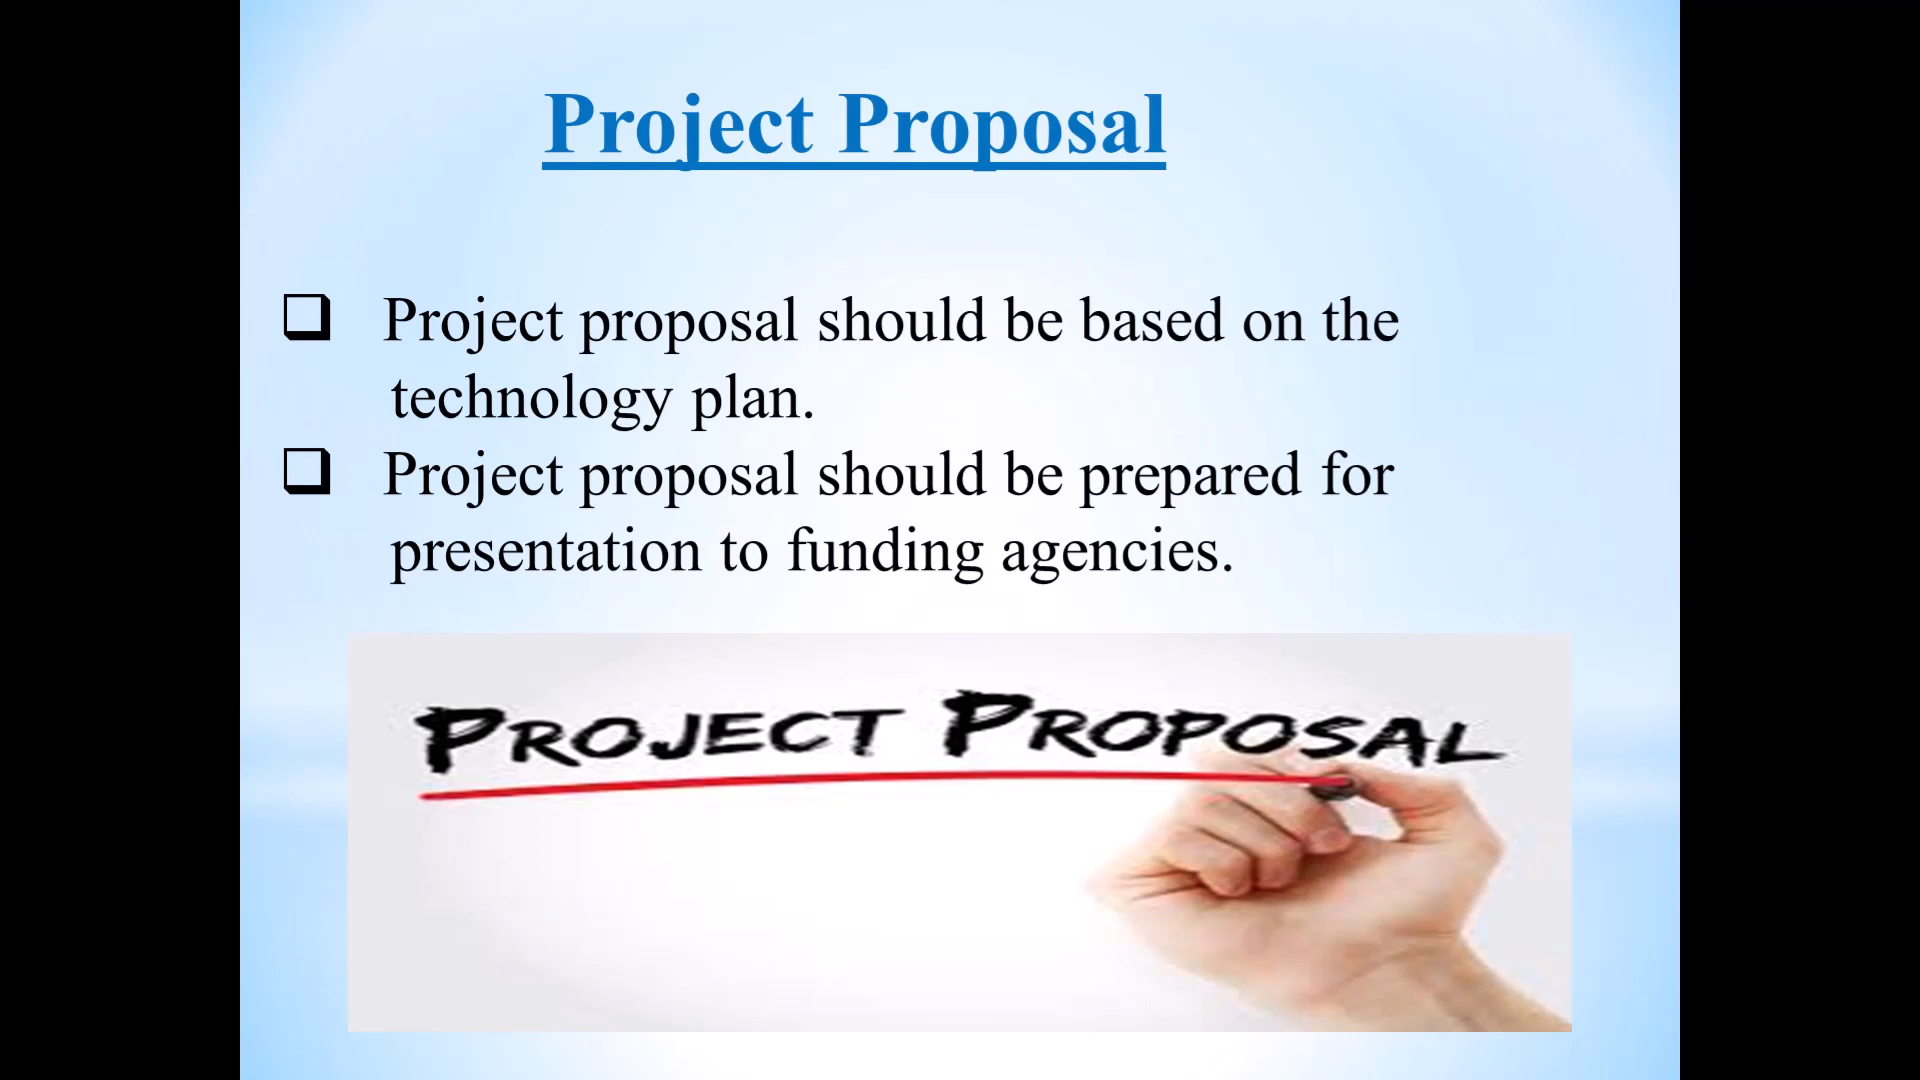 Project Proposal
❑ Project proposal should be based on the
technology plan.
❑ Project proposal should be prepared for
presentation to funding agencies.
PROJECT PROPOSAL